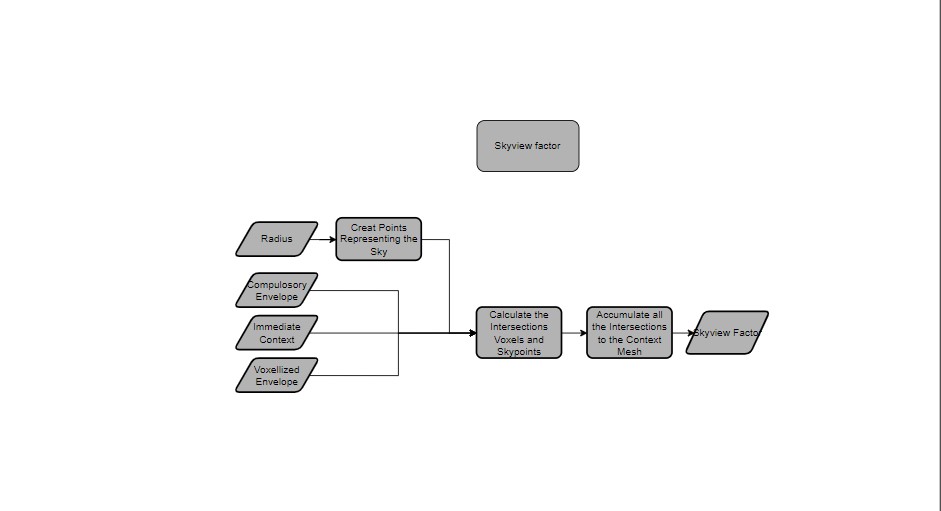 Skyview factor
Radius
Creat Points
Representing the
Sky
Compulosory
Envelope
Immediate
Context
Voxellized
Envelope
Calculate the
Intersections
Voxels and
Skypoints
Accumulate all
the Intersections
to the Context
Mesh
Skyview Factor